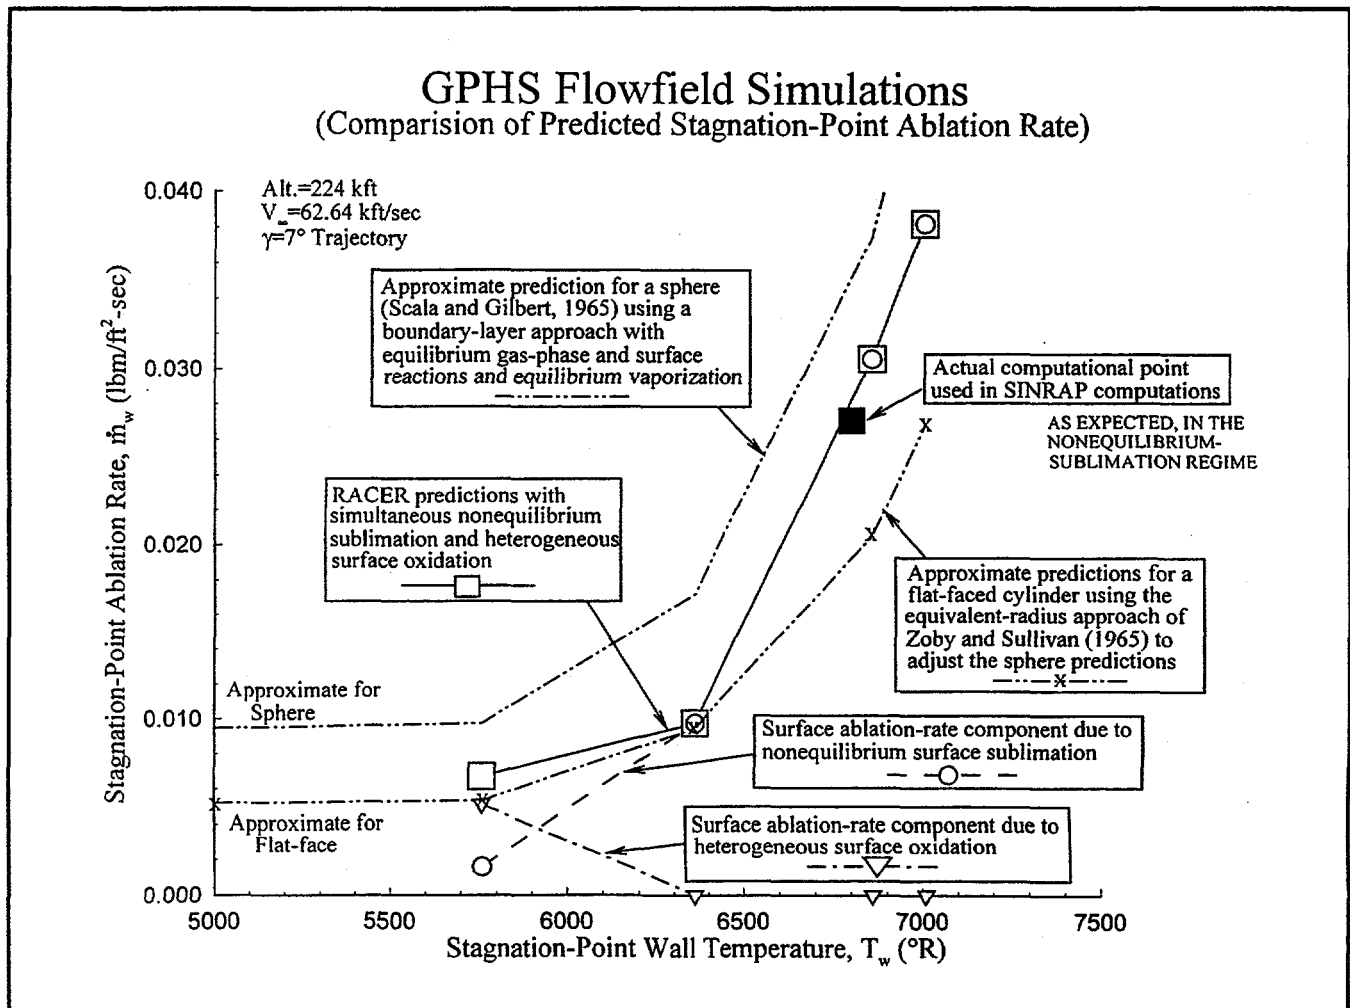 GPHS Flowfield Simulations
(Comparision of Predicted Stagnation-Point Ablation Rate)
Alt.=224 kft
V∞=62.64 kft/sec
γ=7° Trajectory
Stagnation-Point Ablation Rate, ṁw (lbm/ft²-sec)
0.040
0.030
0.020
0.010
0.000
Approximate prediction for a sphere
(Scala and Gilbert, 1965) using a
boundary-layer approach with
equilibrium gas-phase and surface
reactions and equilibrium vaporization
Actual computational point
used in SINRAP computations
AS EXPECTED, IN THE
NONEQUILIBRIUM-
SUBLIMATION REGIME
RACER predictions with
simultaneous nonequilibrium
sublimation and heterogeneous
surface oxidation
Approximate predictions for a
flat-faced cylinder using the
equivalent-radius approach of
Zoby and Sullivan (1965) to
adjust the sphere predictions
Approximate for
Sphere
Surface ablation-rate component due to
nonequilibrium surface sublimation
Approximate for
Flat-face
Surface ablation-rate component due to
heterogeneous surface oxidation
5000 5500 6000 6500 7000 7500
Stagnation-Point Wall Temperature, Tw (°R)